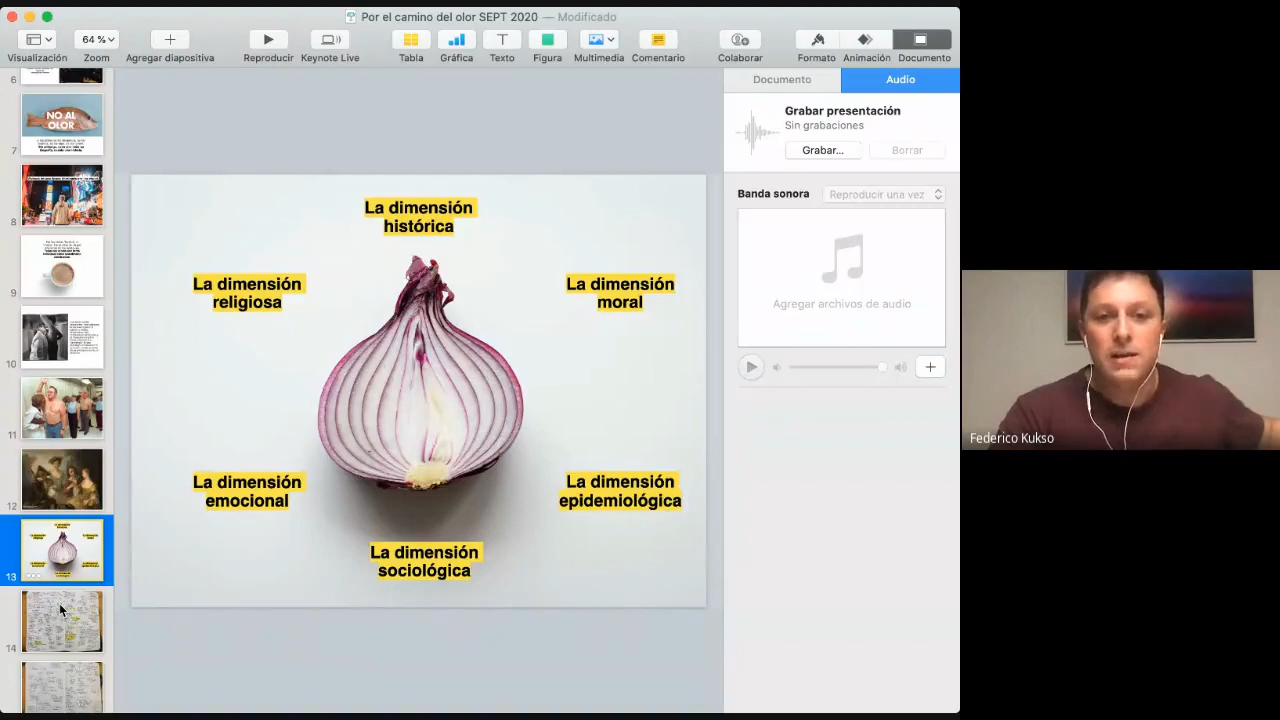 Por el camino del olor SEPT 2020 — Modificado
64 %
Visualización
Zoom
Agregar diapositiva
Reproducir
Keynote Live
Tabla
Gráfica
Texto
Figura
Multimedia
Comentario
Colaborar
Formato
Animación
Documento
Documento
Audio
Grabar presentación
Sin grabaciones
Grabar...
Borrar
Banda sonora
Reproducir una vez
Agregar archivos de audio
6
NO AL
OLOR
7
8
9
10
11
12
13
14
La dimensión
histórica
La dimensión
religiosa
La dimensión
moral
La dimensión
emocional
La dimensión
epidemiológica
La dimensión
sociológica
Federico Kukso